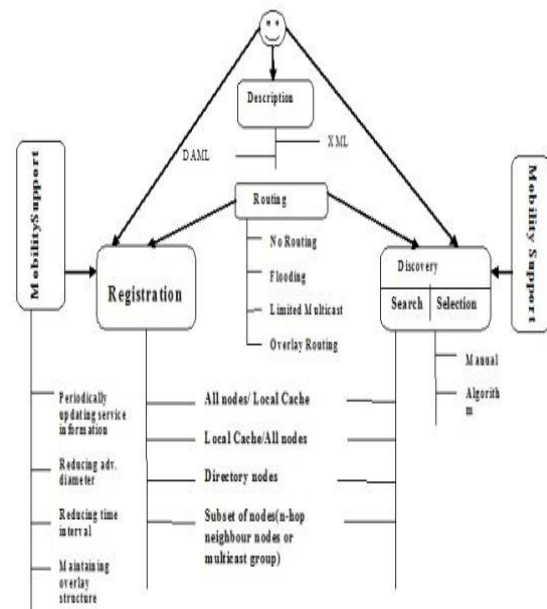 Description
XML
DAML
Mobility Support
Routing
Mobility Support
No Routing
Flooding
Limited Multicast
Overlay Routing
Registration
Discovery
Search
Selection
Manual
Algorith
m
Periodically
updating service
information
Reducing adv.
diameter
Reducing time
interval
Maintaining
overlay
structure
All nodes/ Local Cache
Local Cache/All nodes
Directory nodes
Subset of nodes(n-hop
neighbour nodes or
multicast group)